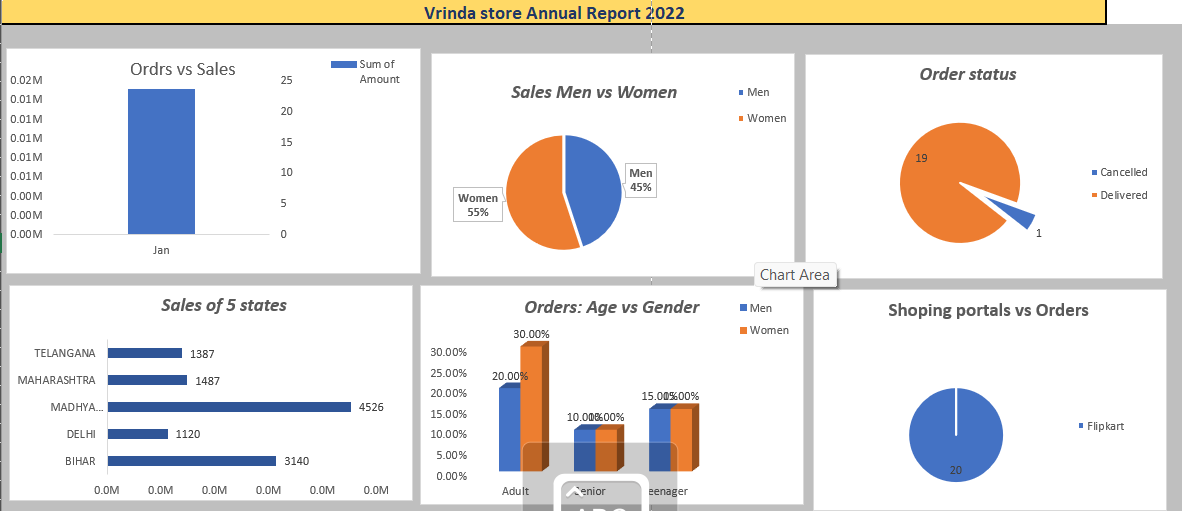 Vrinda store Annual Report 2022
Ordrs vs Sales
Sum of
Amount
0.02M
0.01M
0.01M
0.01M
0.01M
0.01M
0.00M
0.00M
0.00M
25
20
15
10
5
0
Jan
Sales Men vs Women
Men
Women
Men
45%
Women
55%
Order status
19
1
Cancelled
Delivered
Chart Area
Sales of 5 states
TELANGANA 1387
MAHARASHTRA 1487
MADHYA... 4526
DELHI 1120
BIHAR 3140
0.0M 0.0M 0.0M 0.0M 0.0M 0.0M
Orders: Age vs Gender
Men
Women
30.00%
25.00%
20.00%
15.00%
10.00%
5.00%
0.00%
20.00%
30.00%
Adult
Shoping portals vs Orders
20
Flipkart